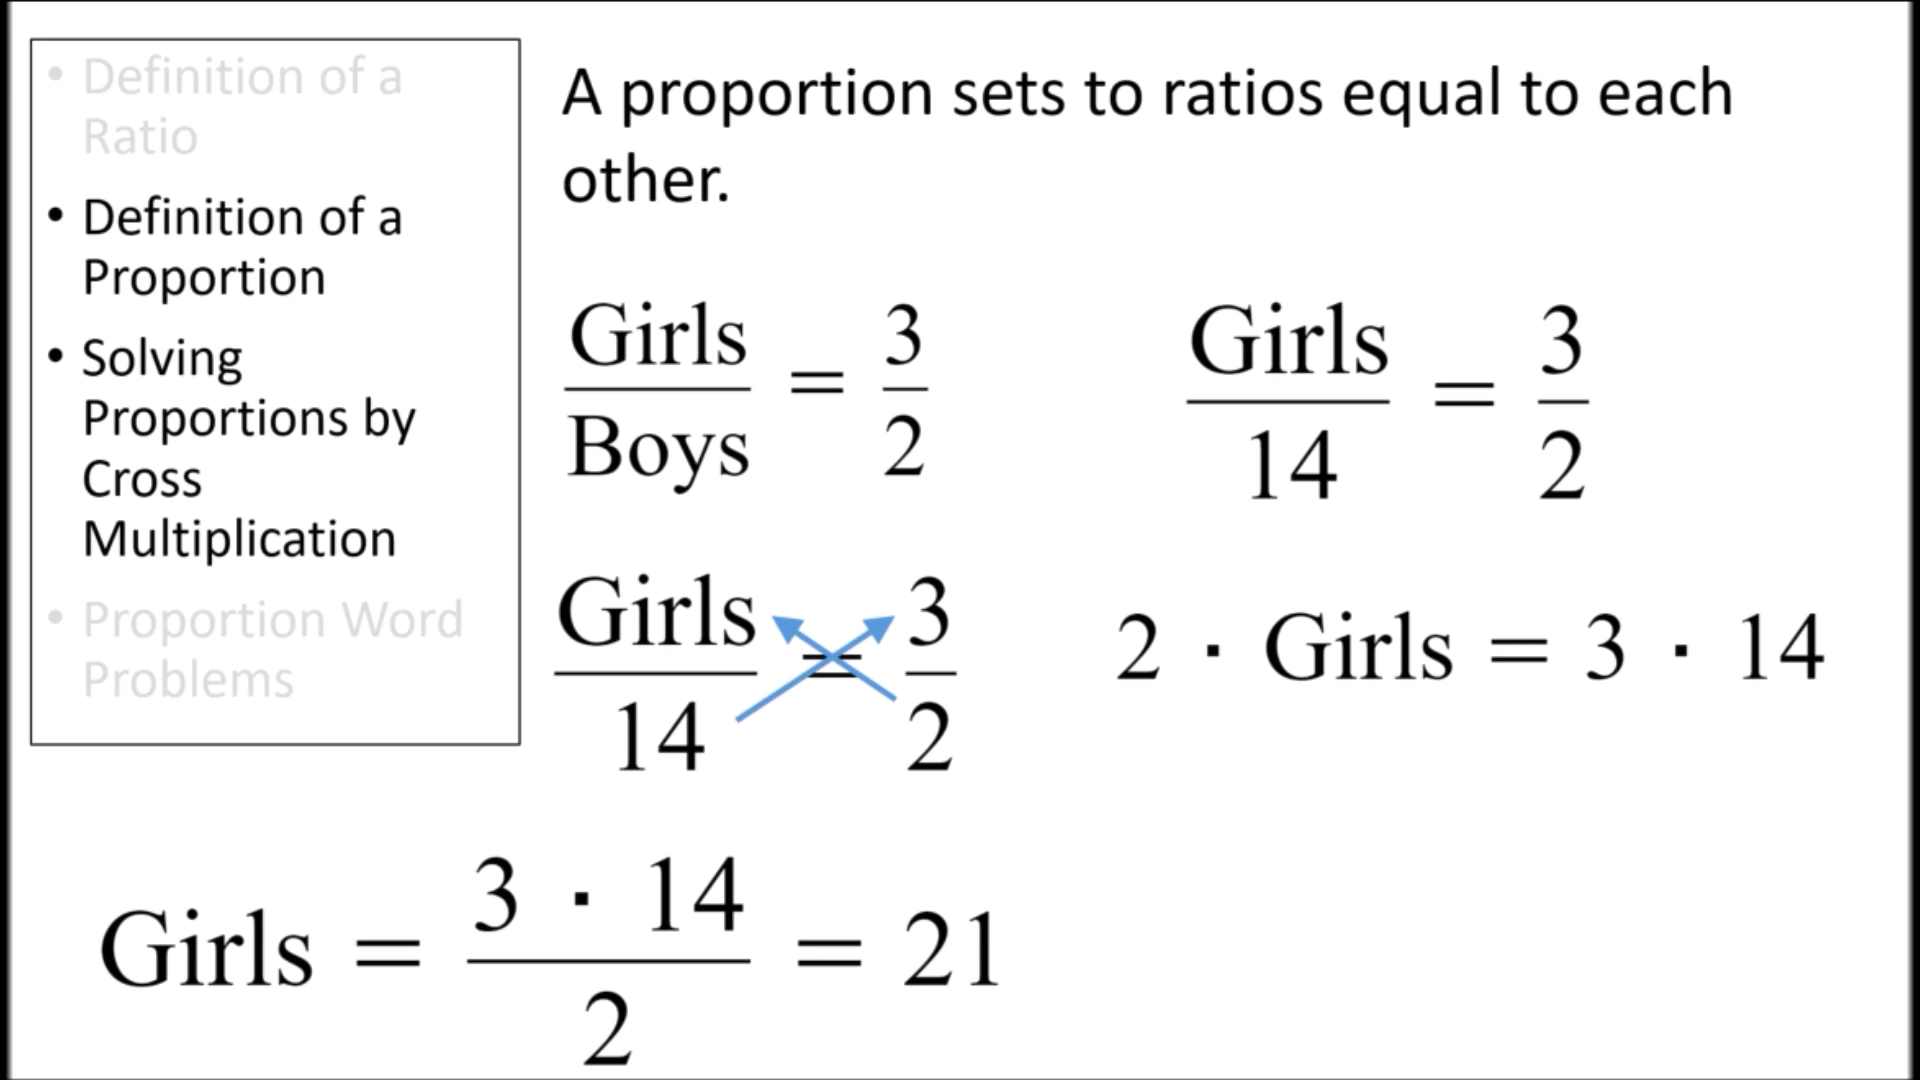 • Definition of a
Ratio
• Definition of a
Proportion
• Solving
Proportions by
Cross
Multiplication
• Proportion Word
Problems
A proportion sets to ratios equal to each
other.
Girls/Boys = 3/2
Girls/14 = 3/2
Girls/14 = 3/2
2 · Girls = 3 · 14
Girls = 3 · 14/2 = 21